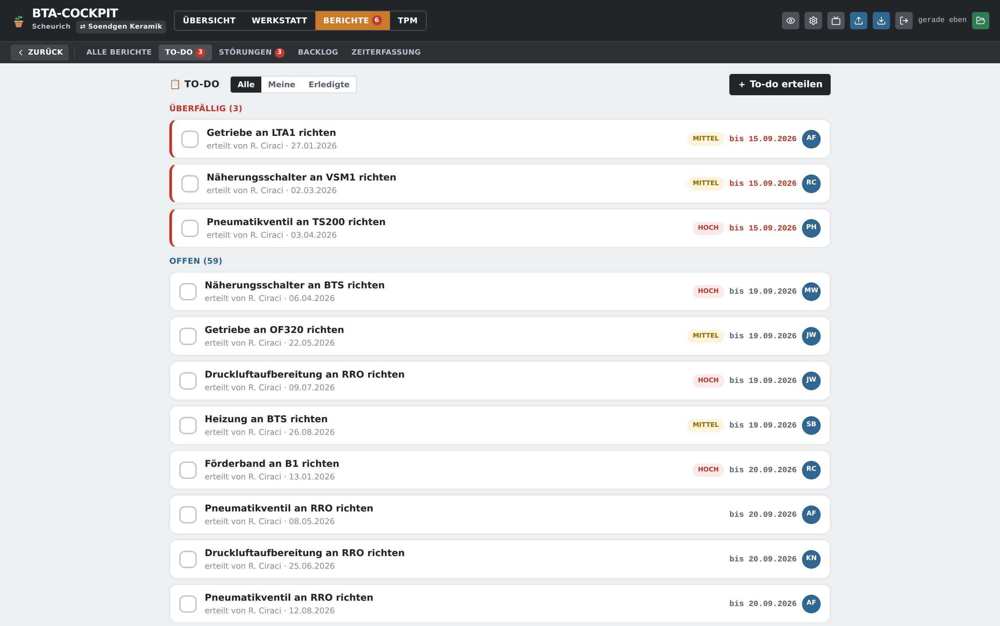 BTA-COCKPIT
Scheurich ⇄ Soendgen Keramik
ÜBERSICHT WERKSTATT BERICHTE 6 TPM
gerade eben
ZURÜCK ALLE BERICHTE TO-DO 3 STÖRUNGEN 3 BACKLOG ZEITERFASSUNG
TO-DO Alle Meine Erledigte + To-do erteilen
ÜBERFÄLLIG (3)
Getriebe an LTA1 richten
erteilt von R. Ciraci · 27.01.2026
MITTEL bis 15.09.2026 AF
Näherungsschalter an VSM1 richten
erteilt von R. Ciraci · 02.03.2026
MITTEL bis 15.09.2026 RC
Pneumatikventil an TS200 richten
erteilt von R. Ciraci · 03.04.2026
HOCH bis 15.09.2026 PH
OFFEN (59)
Näherungsschalter an BTS richten
erteilt von R. Ciraci · 06.04.2026
HOCH bis 19.09.2026 MW
Getriebe an OF320 richten
erteilt von R. Ciraci · 22.05.2026
MITTEL bis 19.09.2026 JW
Druckluftaufbereitung an RRO richten
erteilt von R. Ciraci · 09.07.2026
HOCH bis 19.09.2026 JW
Heizung an BTS richten
erteilt von R. Ciraci · 26.08.2026
MITTEL bis 19.09.2026 SB
Förderband an B1 richten
erteilt von R. Ciraci · 13.01.2026
HOCH bis 20.09.2026 RC
Pneumatikventil an RRO richten
erteilt von R. Ciraci · 08.05.2026
bis 20.09.2026 AF
Druckluftaufbereitung an RRO richten
erteilt von R. Ciraci · 25.06.2026
bis 20.09.2026 KN
Pneumatikventil an RRO richten
erteilt von R. Ciraci · 12.08.2026
bis 20.09.2026 AF